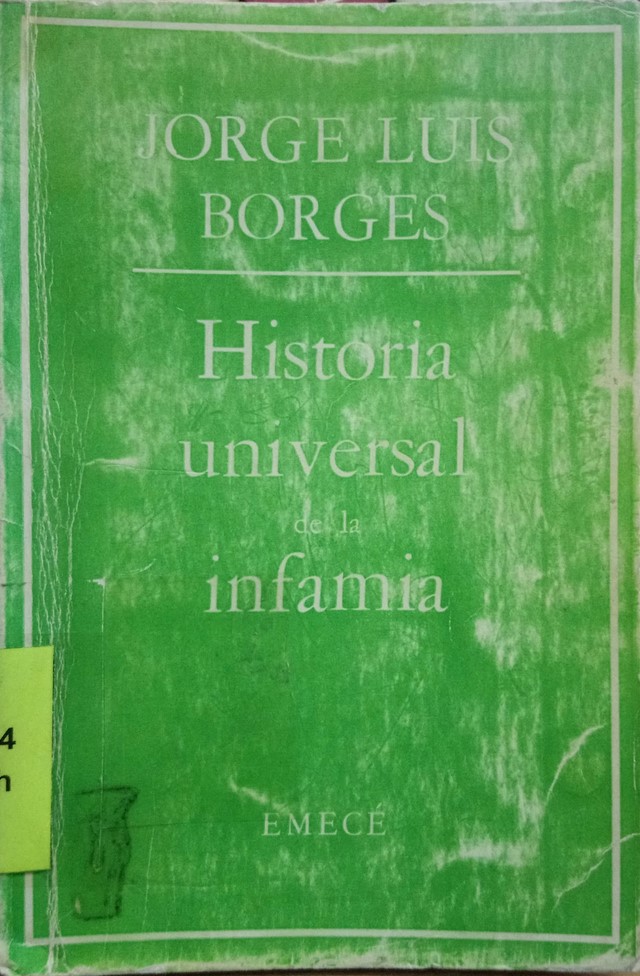 JORGE LUIS
BORGES
Historia
universal
de la
infamia
4
h
EMECÉ